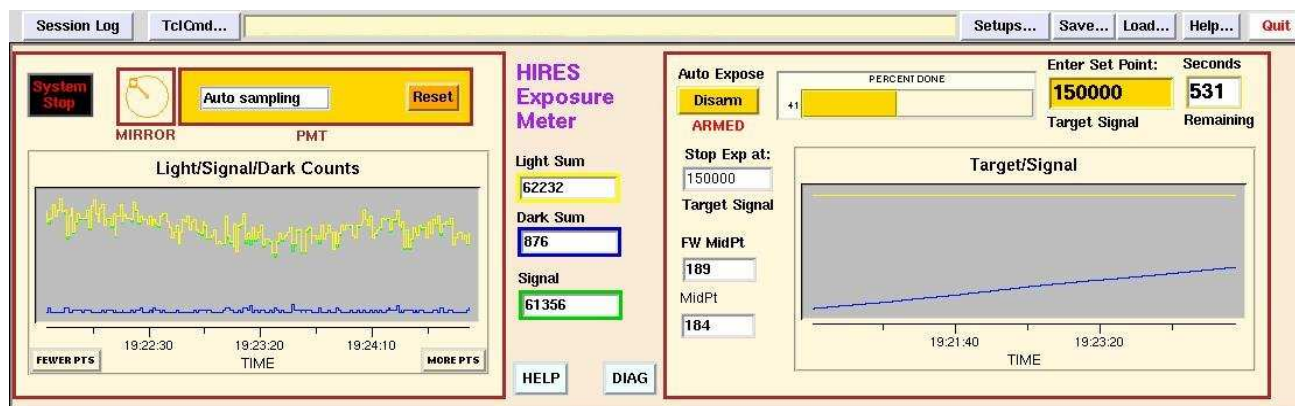 Session Log
TclCmd...
Setups...
Save...
Load...
Help...
Quit
System
Stop
MIRROR
Auto sampling
Reset
PMT
Light/Signal/Dark Counts
19:22:30
19:23:20
19:24:10
TIME
FEWER PTS
MORE PTS
HIRES
Exposure
Meter
Light Sum
62232
Dark Sum
876
Signal
61356
HELP
DIAG
Auto Expose
Disarm
ARMED
PERCENT DONE
41
Enter Set Point:
150000
Target Signal
Seconds
531
Remaining
Stop Exp at:
150000
Target Signal
FW MidPt
189
MidPt
184
Target/Signal
19:21:40
19:23:20
TIME